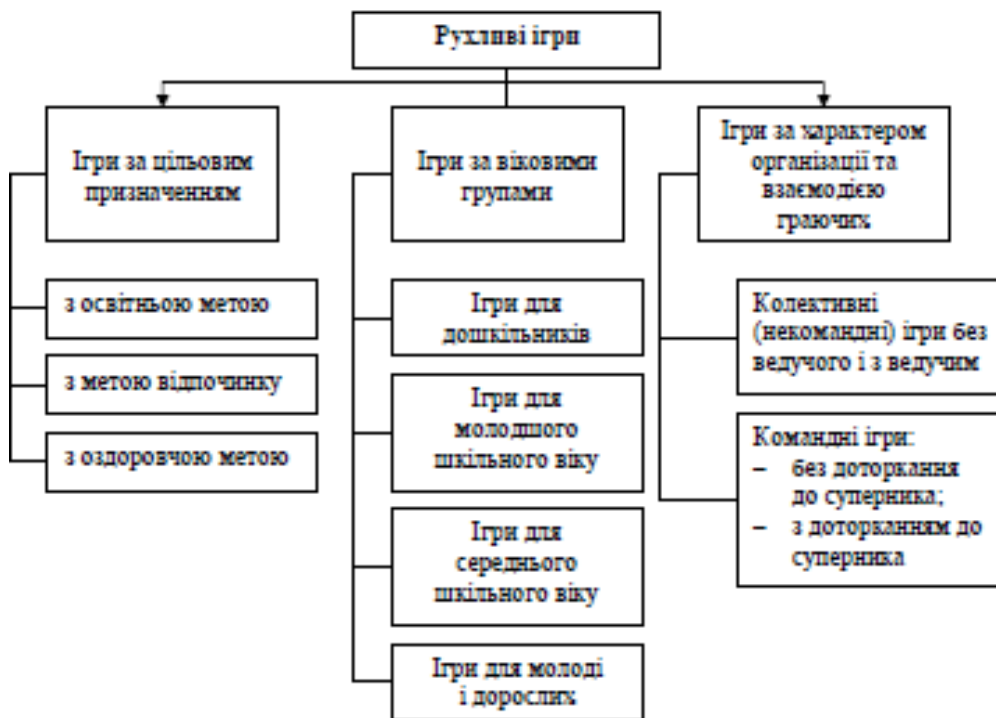 Рухливі ігри
Ігри за цільовим
призначенням
з освітньою метою
з метою відпочинку
з оздоровчою метою
Ігри за віковими
групами
Ігри для
дошкільників
Ігри для
молодшого
шкільного віку
Ігри для
середнього
шкільного віку
Ігри для молоді
і дорослих
Ігри за характером
організації та
взаємодією
граючих
Колективні
(некомандні) ігри без
ведучого і з ведучим
Командні ігри:
– без доторкання
до суперника;
– з доторканням до
суперника